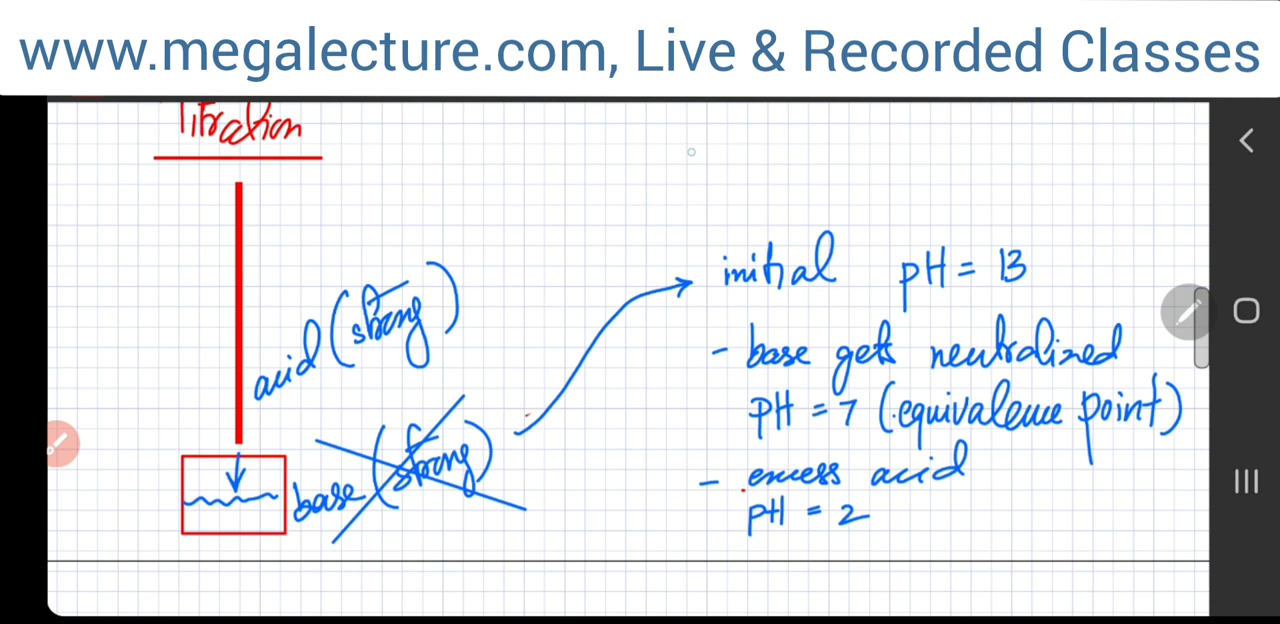 www.megalecture.com, Live & Recorded Classes
Titration
acid (strong)
base (strong)
initial pH = 13
- base gets neutralized
pH = 7 (equivalence point)
- excess acid
pH = 2